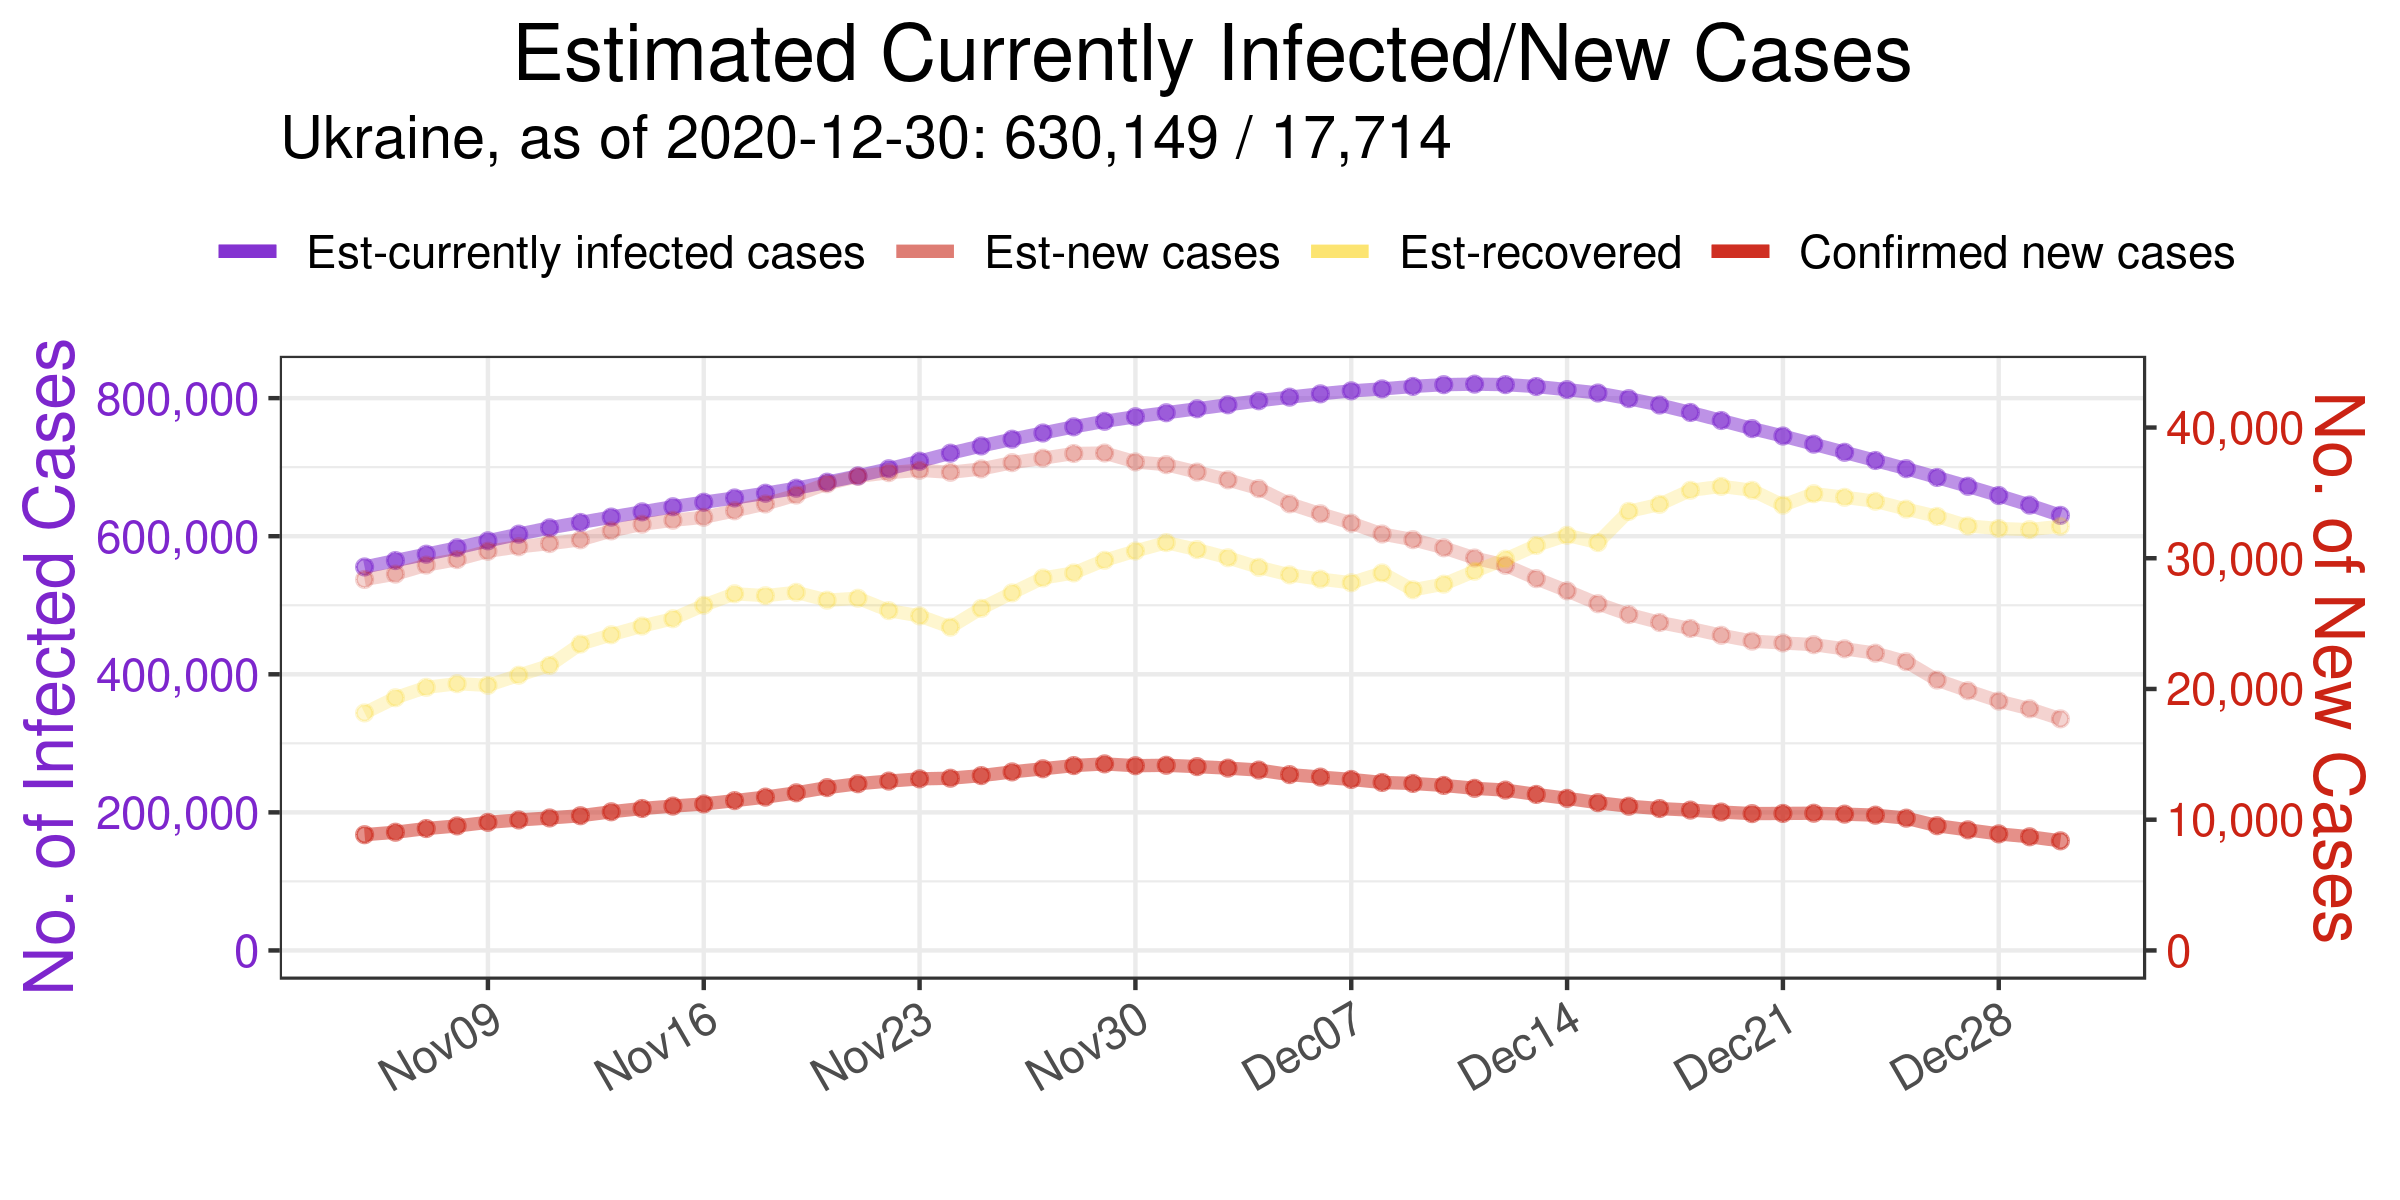 Estimated Currently Infected/New Cases
Ukraine, as of 2020-12-30: 630,149 / 17,714
Est-currently infected cases Est-new cases Est-recovered Confirmed new cases
No. of Infected Cases
800,000
600,000
400,000
200,000
0
40,000
30,000
20,000
10,000
0
No. of New Cases
Nov09 Nov16 Nov23 Nov30 Dec07 Dec14 Dec21 Dec28